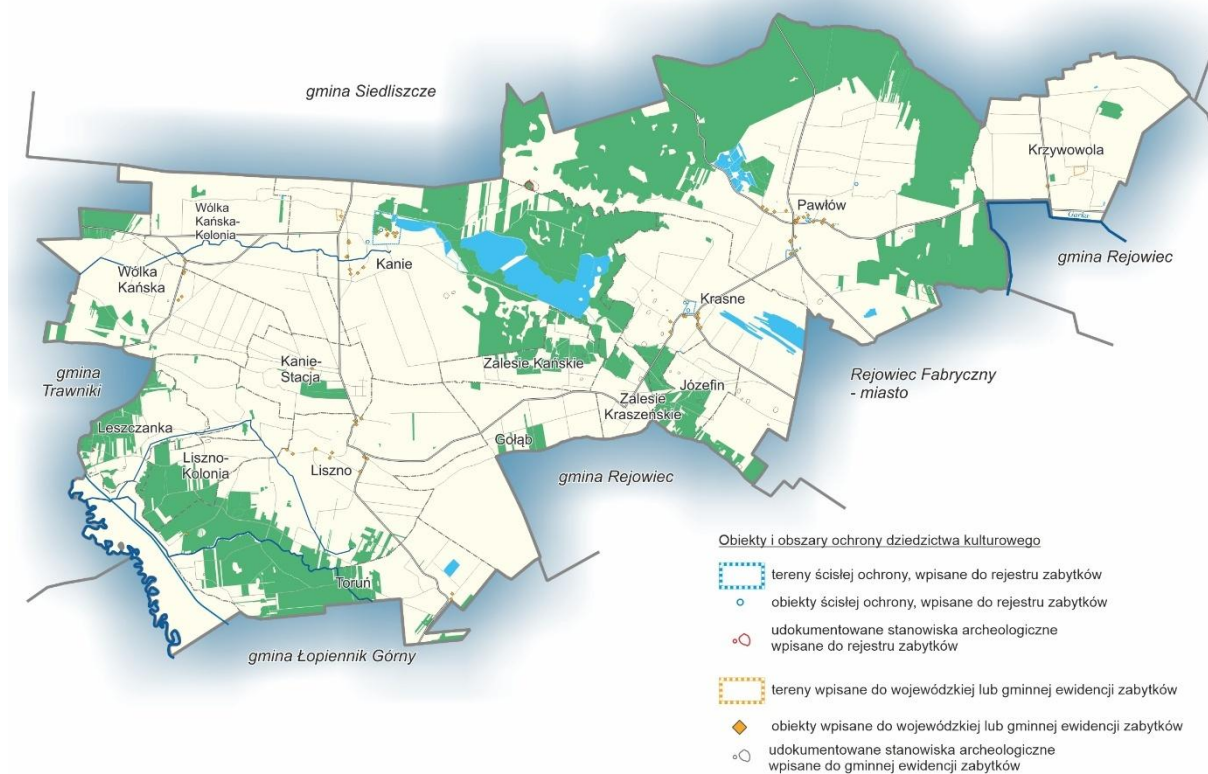 gmina Siedliszcze
Krzywowola
Wólka
Kańska-
Kolonia
Pawłów
Gorka
gmina Rejowiec
Kanie
Wólka
Kańska
Krasne
Kanie-
Stacja
Zalesie Kańskie
gmina
Trawniki
Józefin
Rejowiec Fabryczny
- miasto
Zalesie
Kraszeńskie
Leszczanka
Gołąb
Liszno-
Kolonia
Liszno
gmina Rejowiec
Toruń
gmina Łopiennik Górny
Obiekty i obszary ochrony dziedzictwa kulturowego
tereny ścisłej ochrony, wpisane do rejestru zabytków
obiekty ścisłej ochrony, wpisane do rejestru zabytków
udokumentowane stanowiska archeologiczne
wpisane do rejestru zabytków
tereny wpisane do wojewódzkiej lub gminnej ewidencji zabytków
obiekty wpisane do wojewódzkiej lub gminnej ewidencji zabytków
udokumentowane stanowiska archeologiczne
wpisane do gminnej ewidencji zabytków